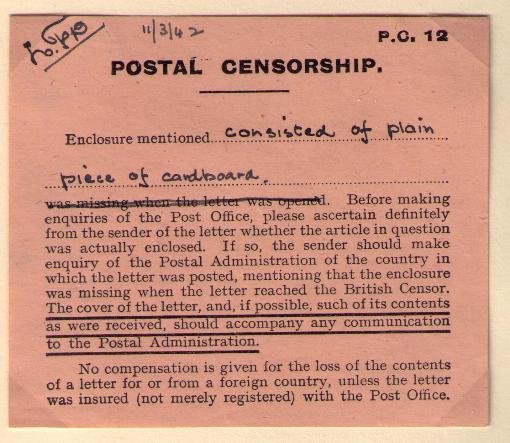 11/3/42
P.C. 12
POSTAL CENSORSHIP.
Enclosure mentioned consisted of plain
piece of cardboard.
was missing when the letter was opened. Before making
enquiries of the Post Office, please ascertain definitely
from the sender of the letter whether the article in question
was actually enclosed. If so, the sender should make
enquiry of the Postal Administration of the country in
which the letter was posted, mentioning that the enclosure
was missing when the letter reached the British Censor.
The cover of the letter, and, if possible, such of its contents
as were received, should accompany any communication
to the Postal Administration.
No compensation is given for the loss of the contents
of a letter for or from a foreign country, unless the letter
was insured (not merely registered) with the Post Office.